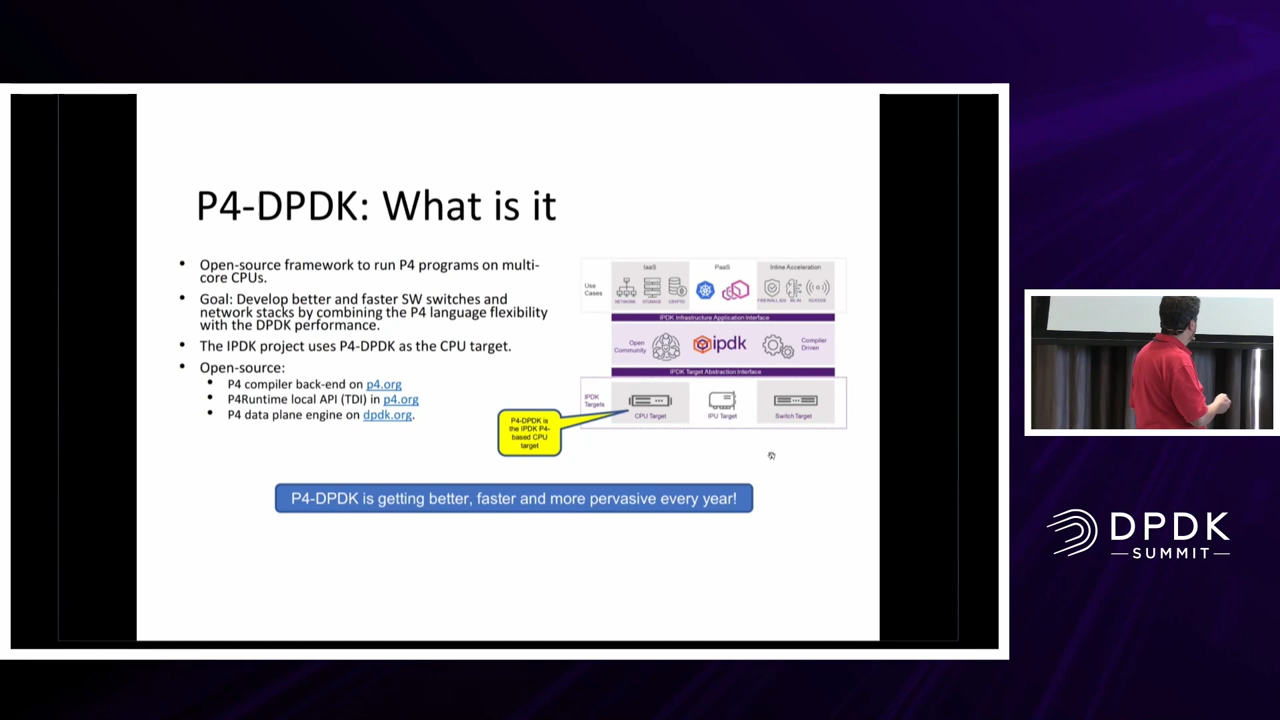 P4-DPDK: What is it
• Open-source framework to run P4 programs on multi-
core CPUs.
• Goal: Develop better and faster SW switches and
network stacks by combining the P4 language flexibility
with the DPDK performance.
• The IPDK project uses P4-DPDK as the CPU target.
• Open-source:
• P4 compiler back-end on p4.org
• P4Runtime local API (TDI) in p4.org
• P4 data plane engine on dpdk.org.
Use
Cases
IaaS
PaaS
Inline Acceleration
NETWORK
STORAGE
CRYPTO
FIREWALL/IDS
IPDK Infrastructure Application Interface
Open
Community
ipdk
Compiler
Driven
IPDK Target Abstraction Interface
IPDK
Targets
CPU Target
IPU Target
Switch Target
P4-DPDK is
the IPDK P4-
based CPU
target
P4-DPDK is getting better, faster and more pervasive every year!
DPDK
SUMMIT